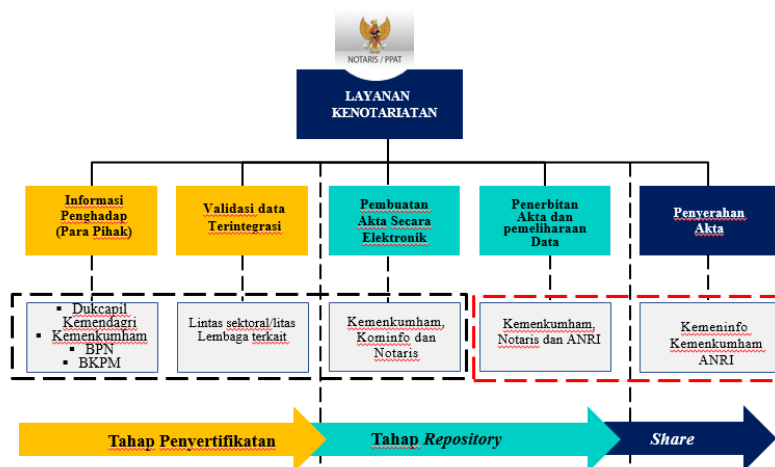 NOTARIS / PPAT
LAYANAN
KENOTARIATAN
Informasi
Penghadap
(Para Pihak)
Validasi data
Terintegrasi
Pembuatan
Akta Secara
Elektronik
Penerbitan
Akta dan
pemeliharaan
Data
Penyerahan
Akta
▪ Dukcapil
Kemendagri
▪ Kemenkumham
▪ BPN
▪ BKPM
Lintas sektoral/litas
Lembaga terkait
Kemenkumham,
Kominfo dan
Notaris
Kemenkumham,
Notaris dan ANRI
Kemeninfo
Kemenkumham
ANRI
Tahap Penyertifikatan
Tahap Repository
Share